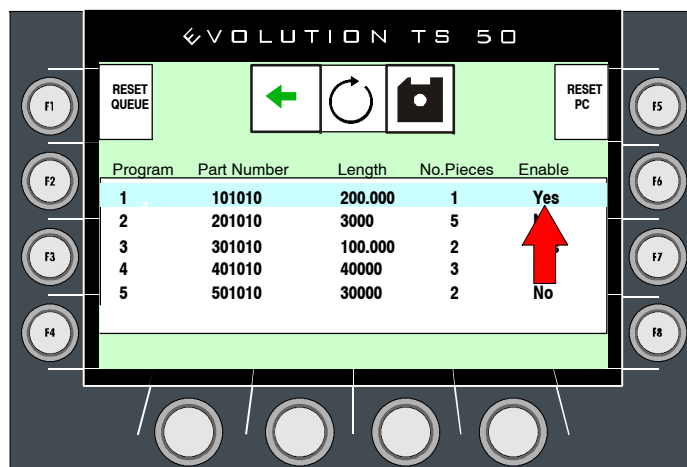 EVOLUTION TS 50
RESET QUEUE
RESET PC
F1
F5
F2
F6
F3
F7
F4
F8
Program Part Number Length No.Pieces Enable
1 101010 200.000 1 Yes
2 201010 3000 5
3 301010 100.000 2
4 401010 40000 3
5 501010 30000 2 No